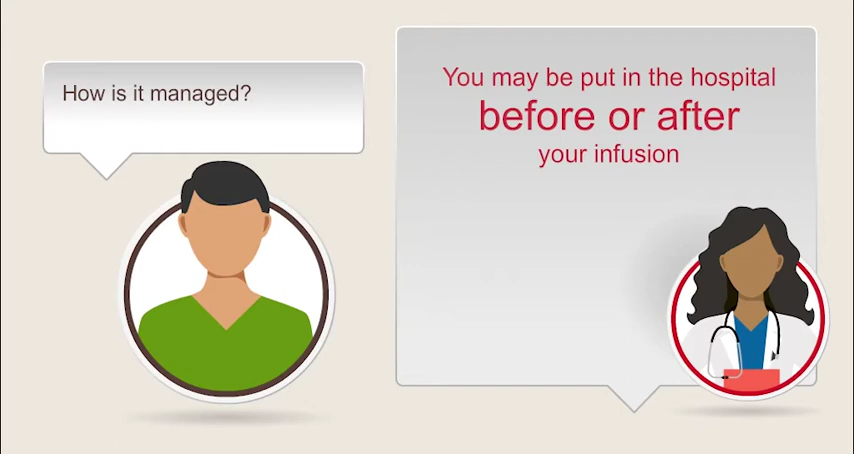 How is it managed?
You may be put in the hospital
before or after
your infusion